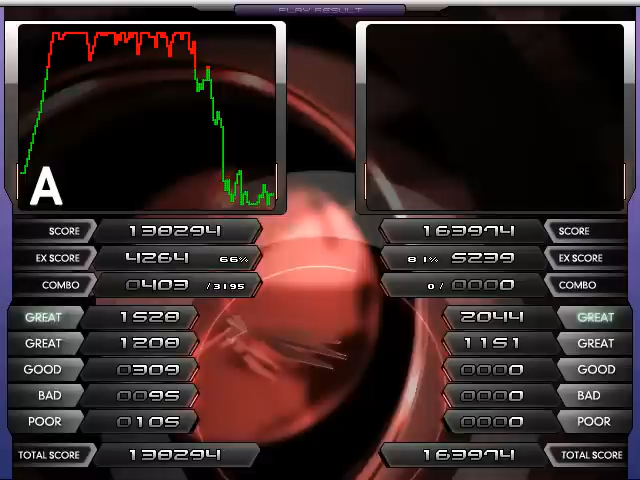 PLAY RESULT
A
SCORE 138294 163974 SCORE
EX SCORE 4264 66% 81% 5239 EX SCORE
COMBO 0403 /3195 0/ 0000 COMBO
GREAT 1528 2044 GREAT
GREAT 1208 1151 GREAT
GOOD 0309 0000 GOOD
BAD 0095 0000 BAD
POOR 0105 0000 POOR
TOTAL SCORE 138294 163974 TOTAL SCORE